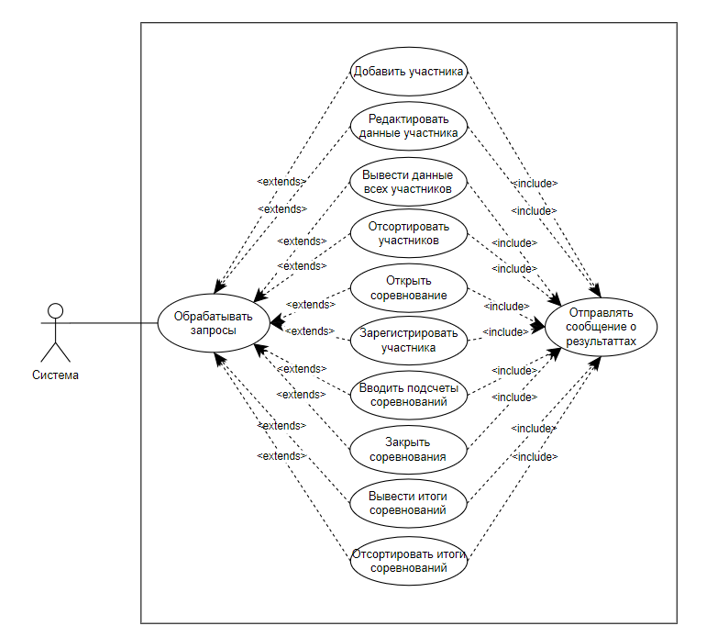 Добавить участника
Редактировать
данные участника
<extends>
<include>
Вывести данные
всех участников
<extends>
<include>
Отсортировать
участников
<extends>
<include>
<extends>
<include>
Открыть
соревнование
<extends>
<include>
Обрабатывать
запросы
Отправлять
сообщение о
результаттах
Зарегистрировать
участника
<extends>
<include>
Система
Вводить подсчеты
соревнований
<extends>
<include>
<extends>
<include>
Закрыть
соревнования
<extends>
<include>
<extends>
<include>
Вывести итоги
соревнований
Отсортировать итоги
соревнований